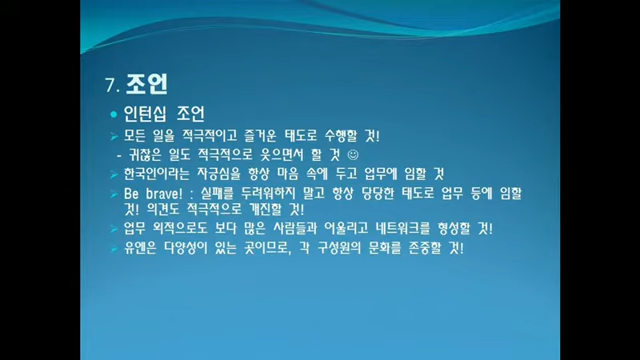 7. 조언
인턴십 조언
모든 일을 적극적이고 즐거운 태도로 수행할 것!
- 귀찮은 일도 적극적으로 웃으면서 할 것 ☺
한국인이라는 자긍심을 항상 마음 속에 두고 업무에 임할 것
Be brave! : 실패를 두려워하지 말고 항상 당당한 태도로 업무 등에 임할
것! 의견도 적극적으로 개진할 것!
업무 외적으로도 보다 많은 사람들과 어울리고 네트워크를 형성할 것!
유엔은 다양성이 있는 곳이므로, 각 구성원의 문화를 존중할 것!